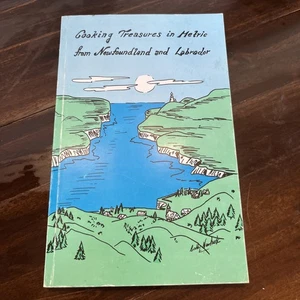 Cooking Treasures in Metric
from Newfoundland and Labrador